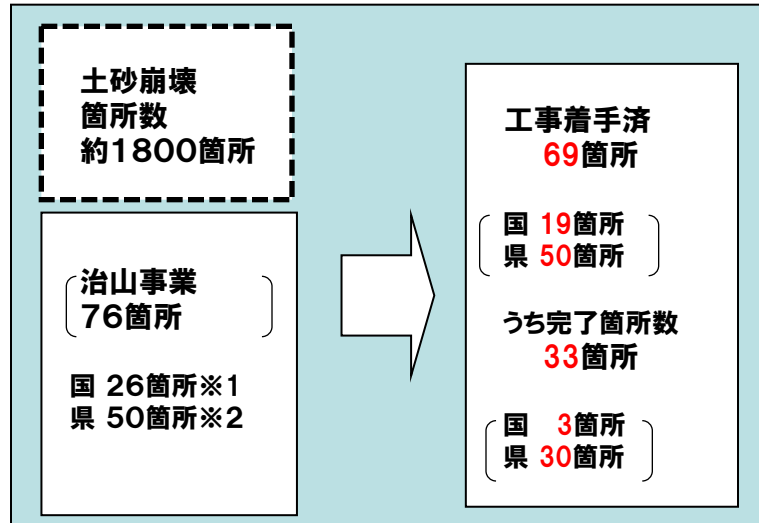 土砂崩壊
箇所数
約1800箇所
治山事業
76箇所
国 26箇所※1
県 50箇所※2
工事着手済
69箇所
国 19箇所
県 50箇所
うち完了箇所数
33箇所
国 3箇所
県 30箇所